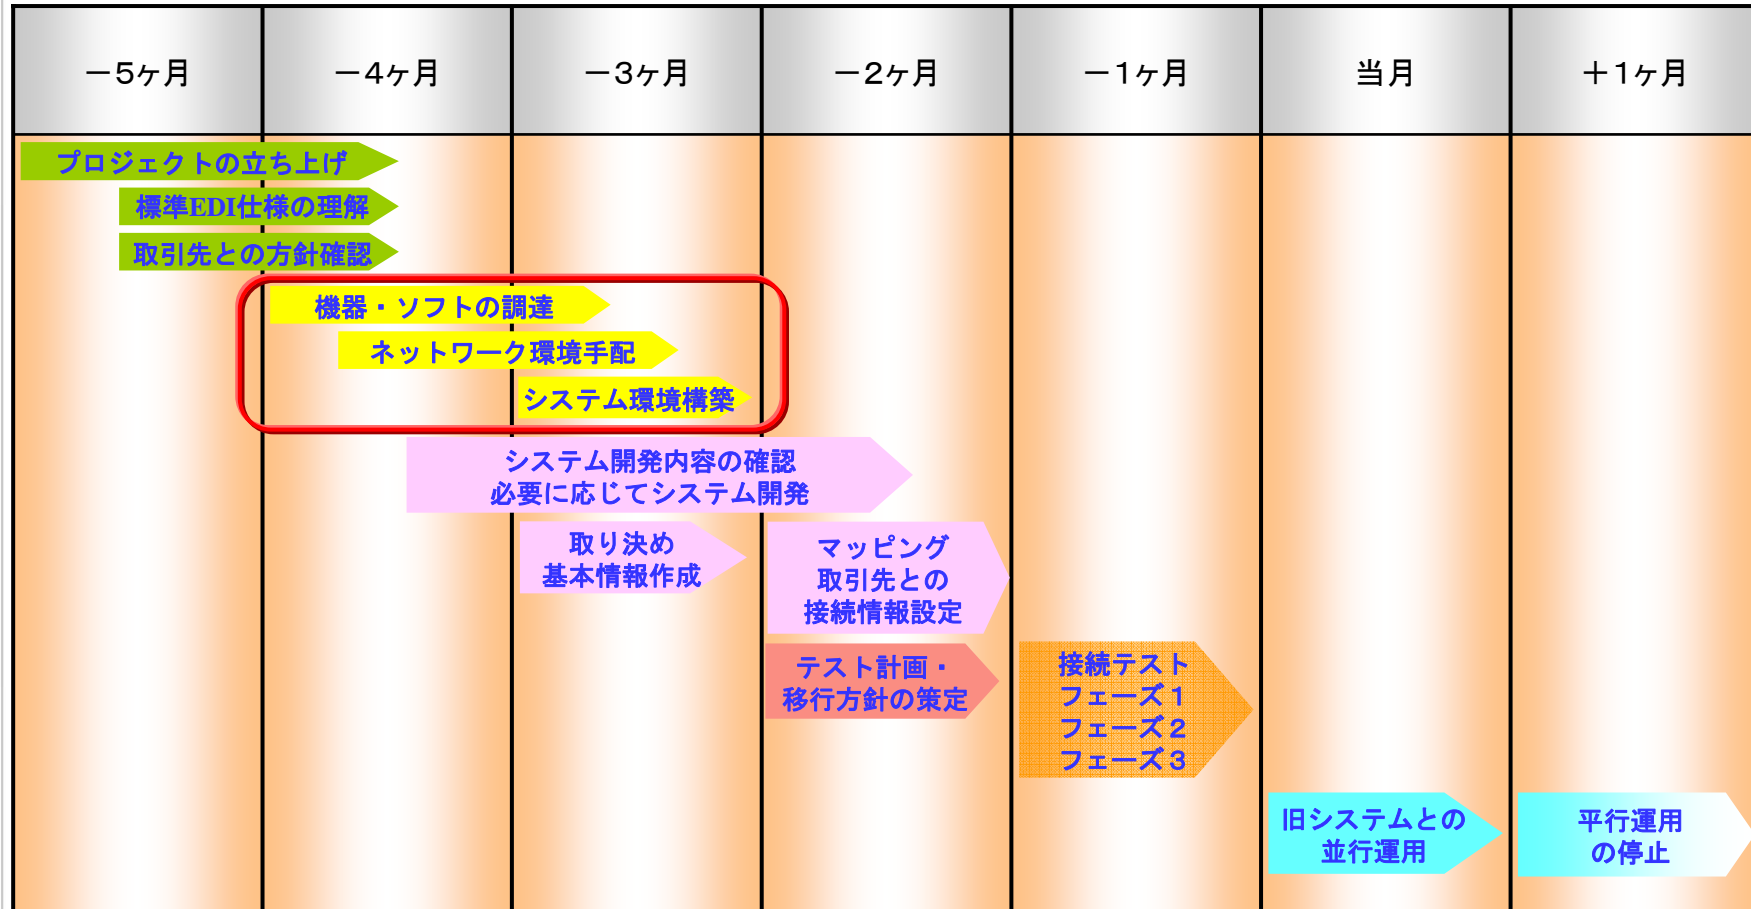 －5ヶ月
－4ヶ月
－3ヶ月
－2ヶ月
－1ヶ月
当月
＋1ヶ月
プロジェクトの立ち上げ
標準EDI仕様の理解
取引先との方針確認
機器・ソフトの調達
ネットワーク環境手配
システム環境構築
システム開発内容の確認
必要に応じてシステム開発
取り決め
基本情報作成
マッピング
取引先との
接続情報設定
テスト計画・
移行方針の策定
接続テスト
フェーズ１
フェーズ２
フェーズ３
旧システムとの
並行運用
平行運用
の停止